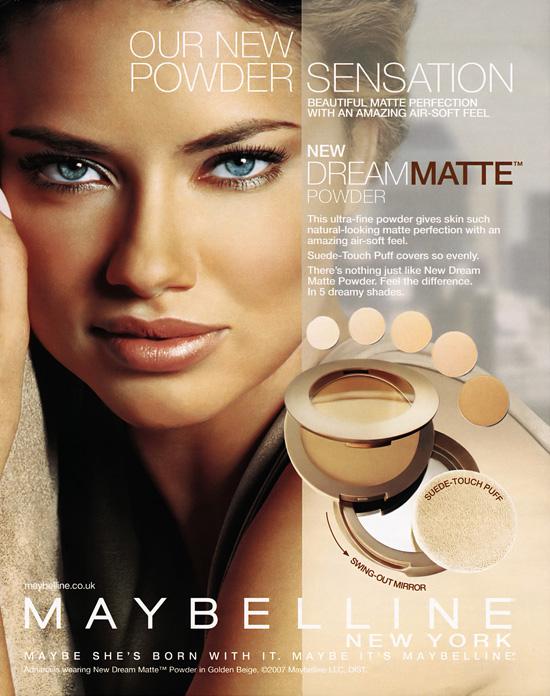 OUR NEW
POWDER SENSATION
BEAUTIFUL MATTE PERFECTION
WITH AN AMAZING AIR-SOFT FEEL
NEW
DREAMMATTE™
POWDER
This ultra-fine powder gives skin such
natural-looking matte perfection with an
amazing air-soft feel.
Suede-Touch Puff covers so evenly.
There's nothing just like New Dream
Matte Powder. Feel the difference.
In 5 dreamy shades.
SUEDE-TOUCH PUFF
SWING-OUT MIRROR
maybelline.co.uk
MAYBELLINE
NEW YORK
MAYBE SHE'S BORN WITH IT. MAYBE IT'S MAYBELLINE.
Adriana is wearing New Dream Matte™ Powder in Golden Beige. ©2007 Maybelline LLC, DIST.